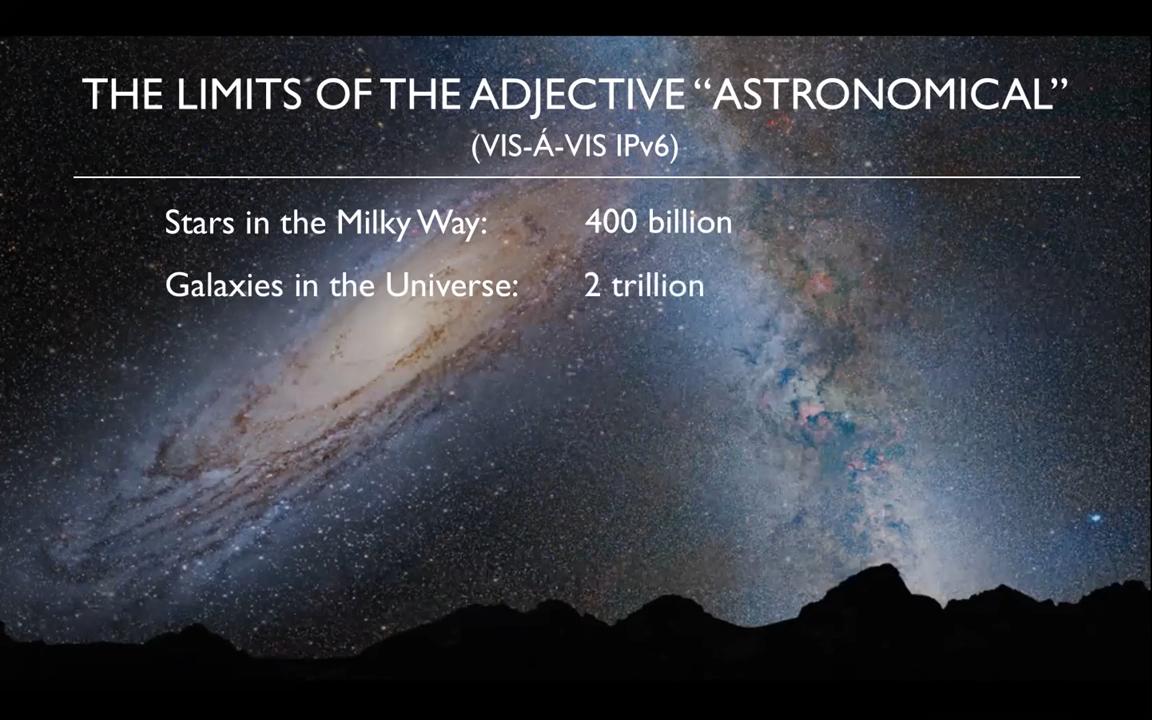 THE LIMITS OF THE ADJECTIVE “ASTRONOMICAL”
(VIS-Á-VIS IPv6)
Stars in the Milky Way: 400 billion
Galaxies in the Universe: 2 trillion